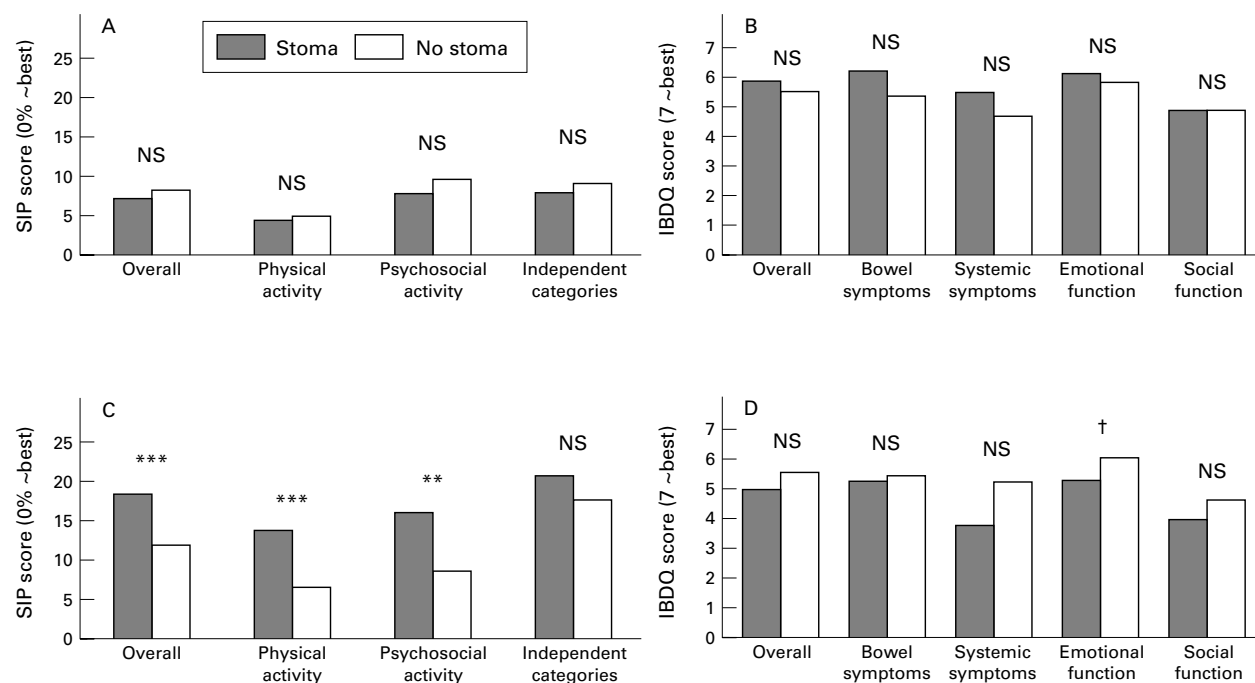 A
Stoma
No stoma
SIP score (0% ~best)
25
20
15
10
5
0
NS
NS
NS
NS
Overall
Physical
activity
Psychosocial
activity
Independent
categories
B
IBDQ score (7 ~best)
7
6
5
4
3
2
1
0
NS
NS
NS
NS
NS
Overall
Bowel
symptoms
Systemic
symptoms
Emotional
function
Social
function
C
SIP score (0% ~best)
25
20
15
10
5
0
***
***
**
NS
Overall
Physical
activity
Psychosocial
activity
Independent
categories
D
IBDQ score (7 ~best)
7
6
5
4
3
2
1
0
NS
NS
NS
†
NS
Overall
Bowel
symptoms
Systemic
symptoms
Emotional
function
Social
function